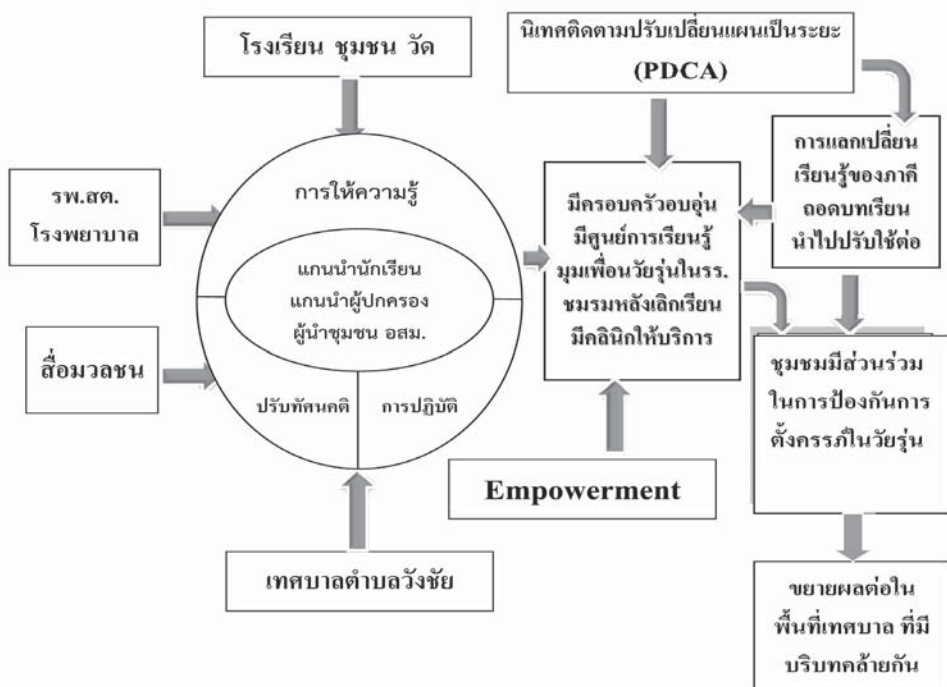 โรงเรียน ชุมชน วัด
นิเทศติดตามปรับเปลี่ยนแผนเป็นระยะ
(PDCA)
รพ.สต.
โรงพยาบาล
การให้ความรู้
แกนนำนักเรียน
แกนนำผู้ปกครอง
ผู้นำชุมชน อสม.
มีครอบครัวอบอุ่น
มีศูนย์การเรียนรู้
มุมเพื่อนวัยรุ่นในรร.
ชมรมหลังเลิกเรียน
มีคลินิกให้บริการ
การแลกเปลี่ยน
เรียนรู้ของภาคี
ถอดบทเรียน
นำไปปรับใช้ต่อ
สื่อมวลชน
ปรับทัศนคติ
การปฏิบัติ
ชุมชมมีส่วนร่วม
ในการป้องกันการ
ตั้งครรภ์ในวัยรุ่น
Empowerment
เทศบาลตำบลวังชัย
ขยายผลต่อใน
พื้นที่เทศบาล ที่มี
บริบทคล้ายกัน